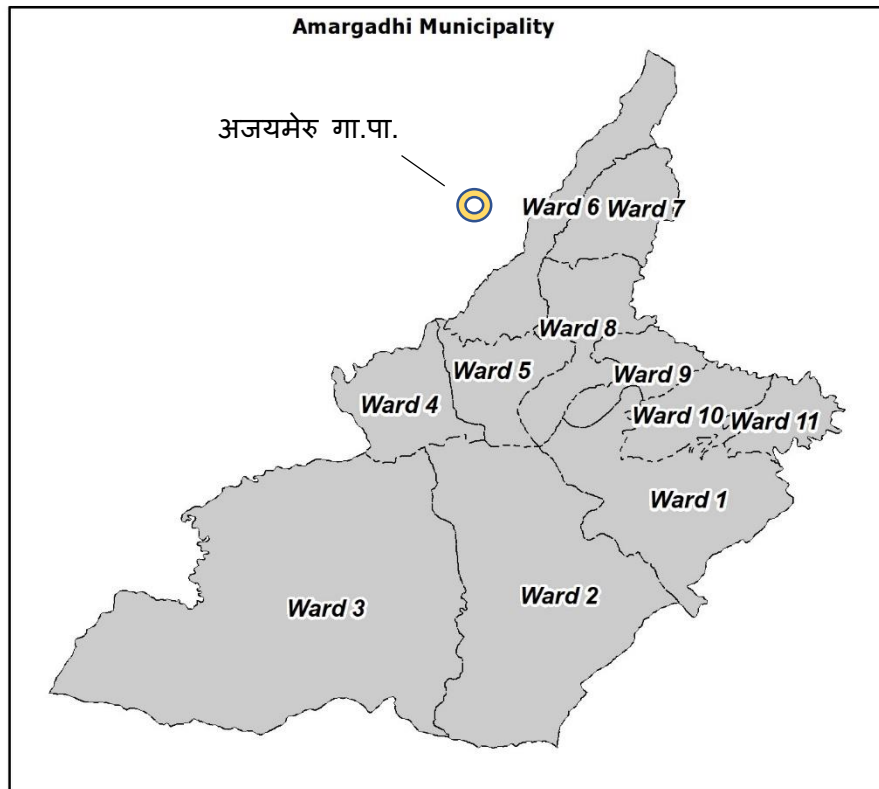 Amargadhi Municipality
अजयमेरु गा.पा.
Ward 6
Ward 7
Ward 8
Ward 5
Ward 9
Ward 4
Ward 10
Ward 11
Ward 1
Ward 3
Ward 2